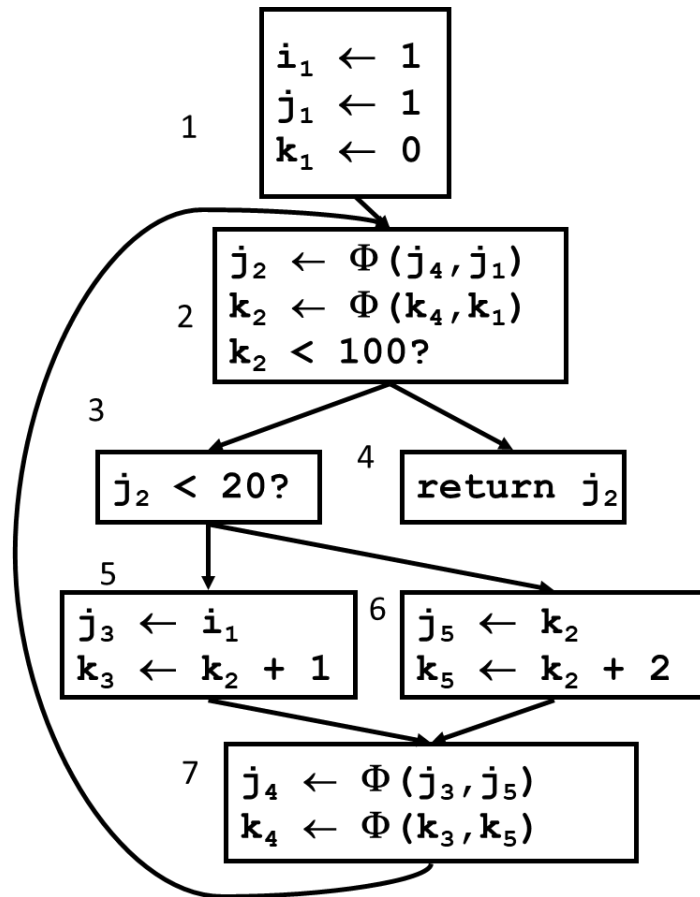 i₁ ← 1
j₁ ← 1
1
k₁ ← 0
j₂ ← Φ(j₄,j₁)
2
k₂ ← Φ(k₄,k₁)
k₂ < 100?
3
j₂ < 20?
4
return j₂
5
j₃ ← i₁
k₃ ← k₂ + 1
6
j₅ ← k₂
k₅ ← k₂ + 2
7
j₄ ← Φ(j₃,j₅)
k₄ ← Φ(k₃,k₅)